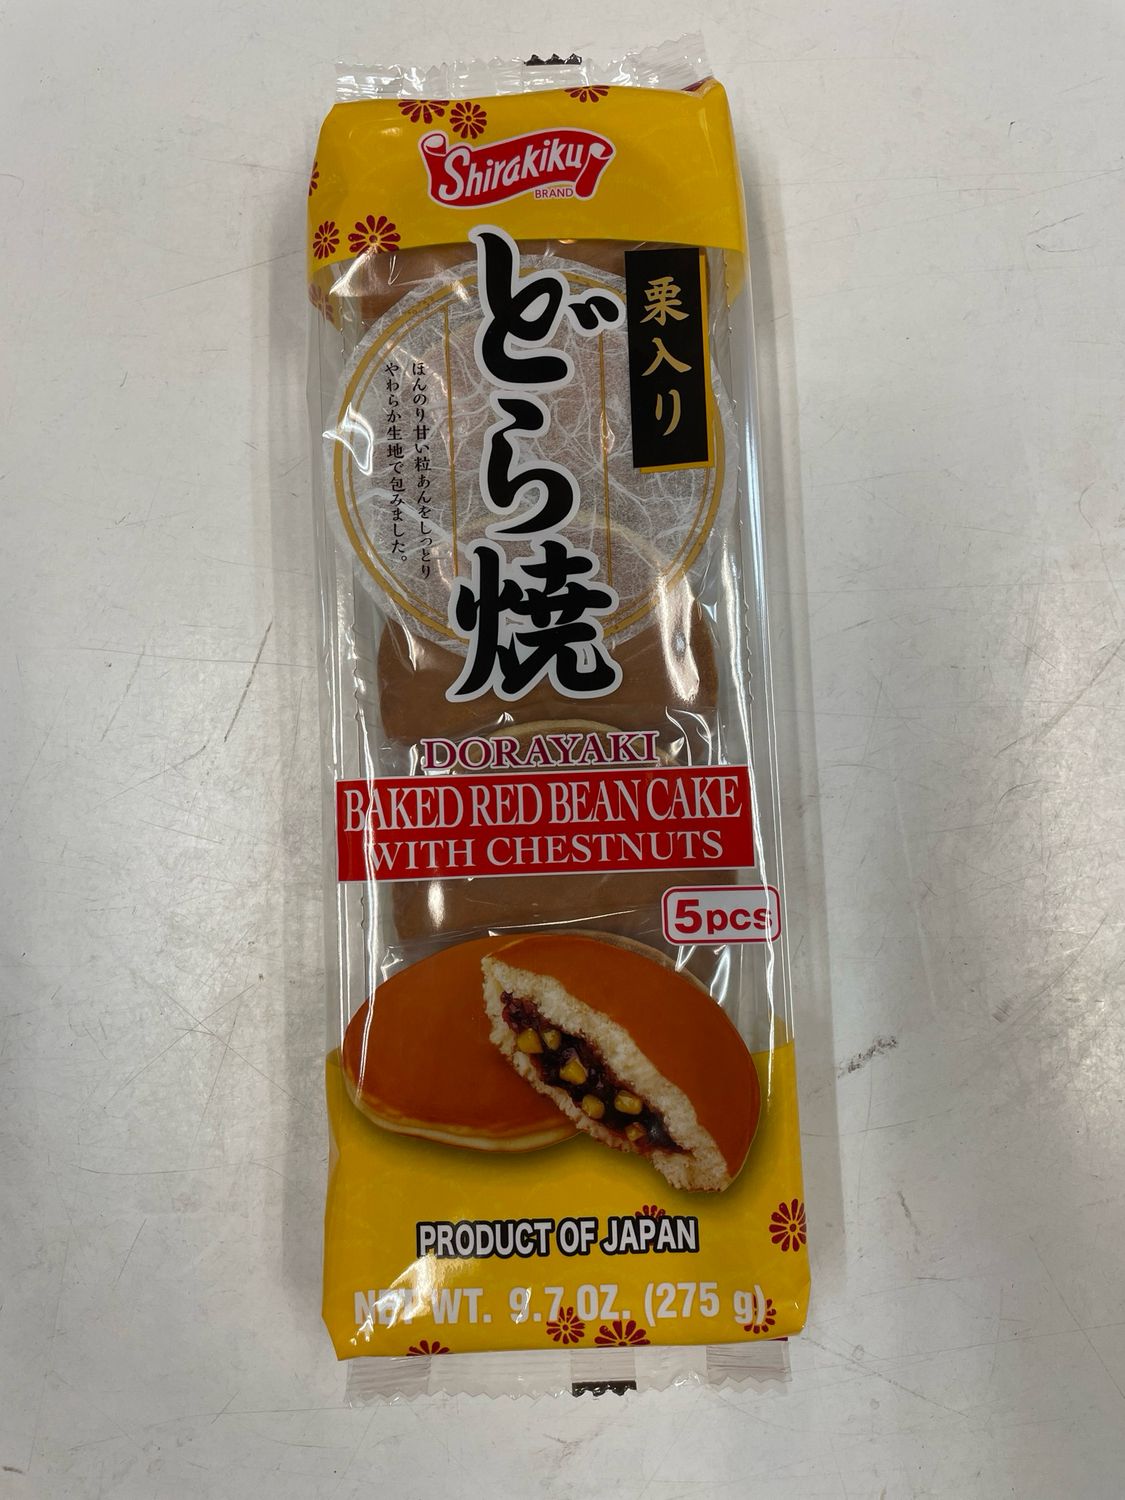 Shirakiku
BRAND
栗入り
どら焼
ほんのり甘い粒あんをしっとり
やわらか生地で包みました。
DORAYAKI
BAKED RED BEAN CAKE
WITH CHESTNUTS
5pcs
PRODUCT OF JAPAN
NET WT. 9.7 OZ. (275 g)